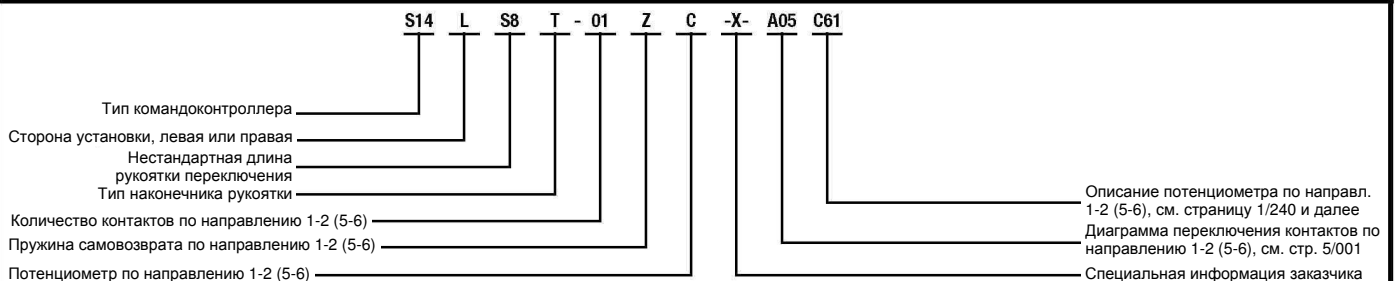 S14 L S8 T - 01 Z C -X- A05 C61
Тип командоконтроллера
Сторона установки, левая или правая
Нестандартная длина
рукоятки переключения
Тип наконечника рукоятки
Количество контактов по направлению 1-2 (5-6)
Пружина самовозврата по направлению 1-2 (5-6)
Потенциометр по направлению 1-2 (5-6)
Описание потенциометра по направл.
1-2 (5-6), см. страницу 1/240 и далее
Диаграмма переключения контактов по
направлению 1-2 (5-6), см. стр. 5/001
Специальная информация заказчика